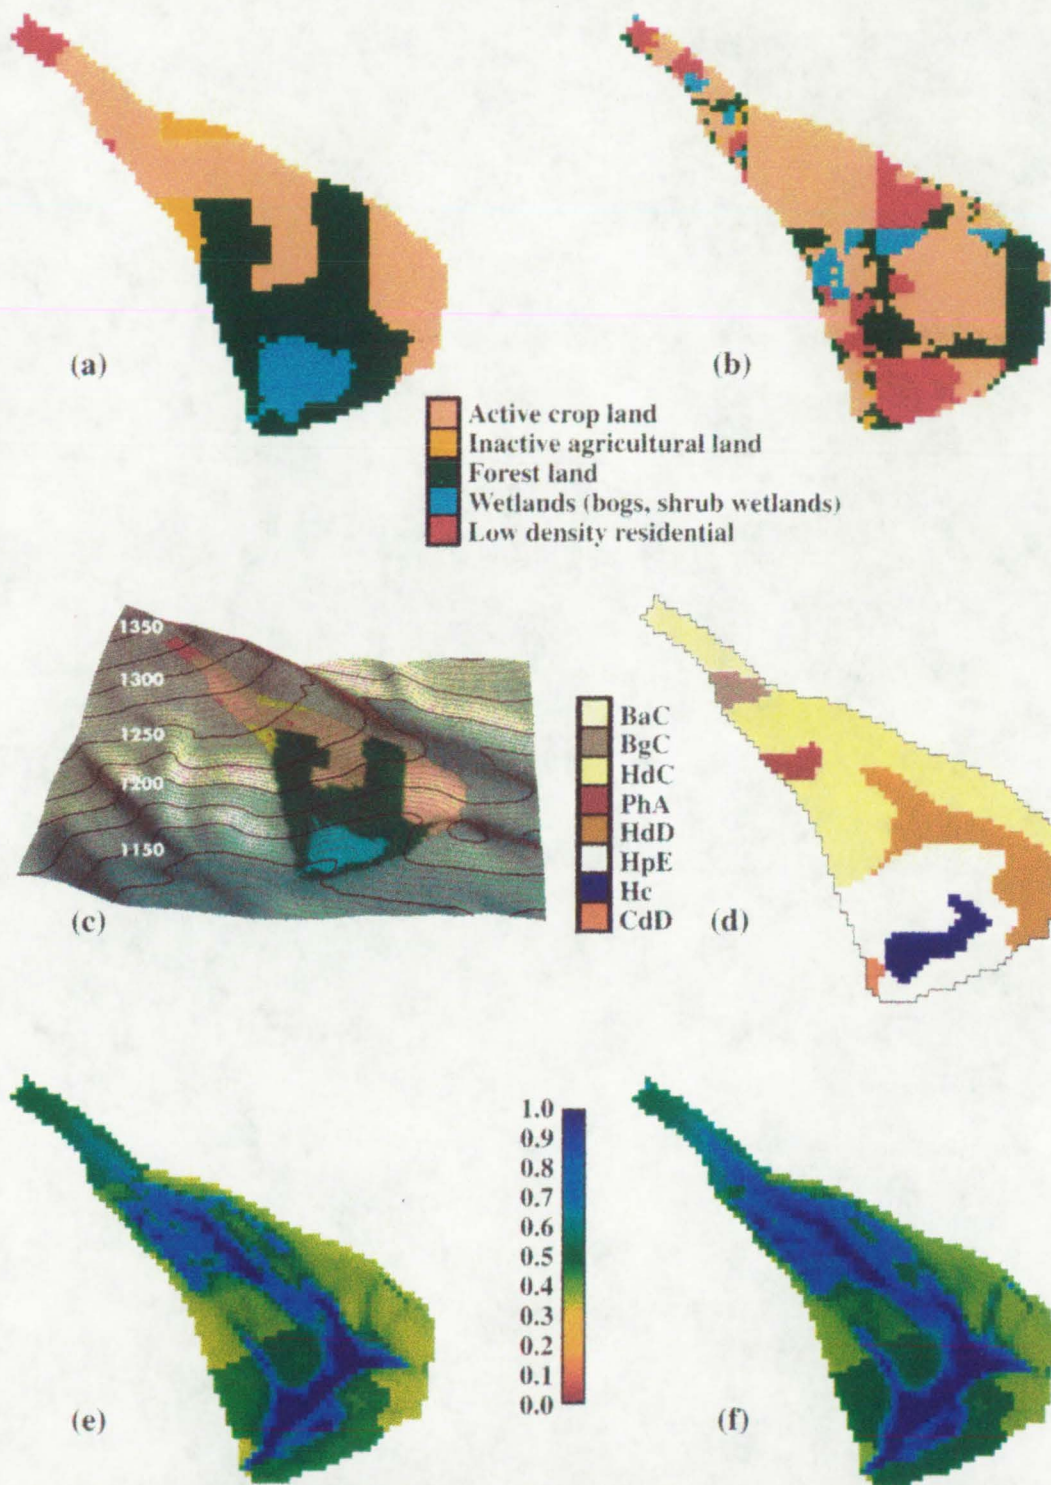 (a)
(b)
Active crop land
Inactive agricultural land
Forest land
Wetlands (bogs, shrub wetlands)
Low density residential
1350
1300
1250
1200
1150
(c)
BaC
BgC
HdC
PhA
HdD
HpE
Hc
CdD
(d)
1.0
0.9
0.8
0.7
0.6
0.5
0.4
0.3
0.2
0.1
0.0
(e)
(f)